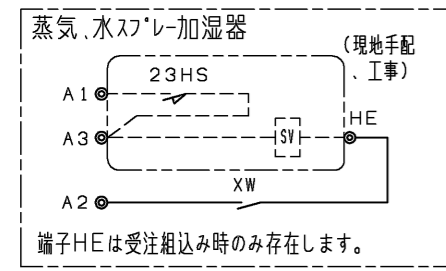 蒸気、水スプレー加湿器
(現地手配
、工事)
23HS
A1
HE
A3
SV
XW
A2
端子HEは受注組込み時のみ存在します。